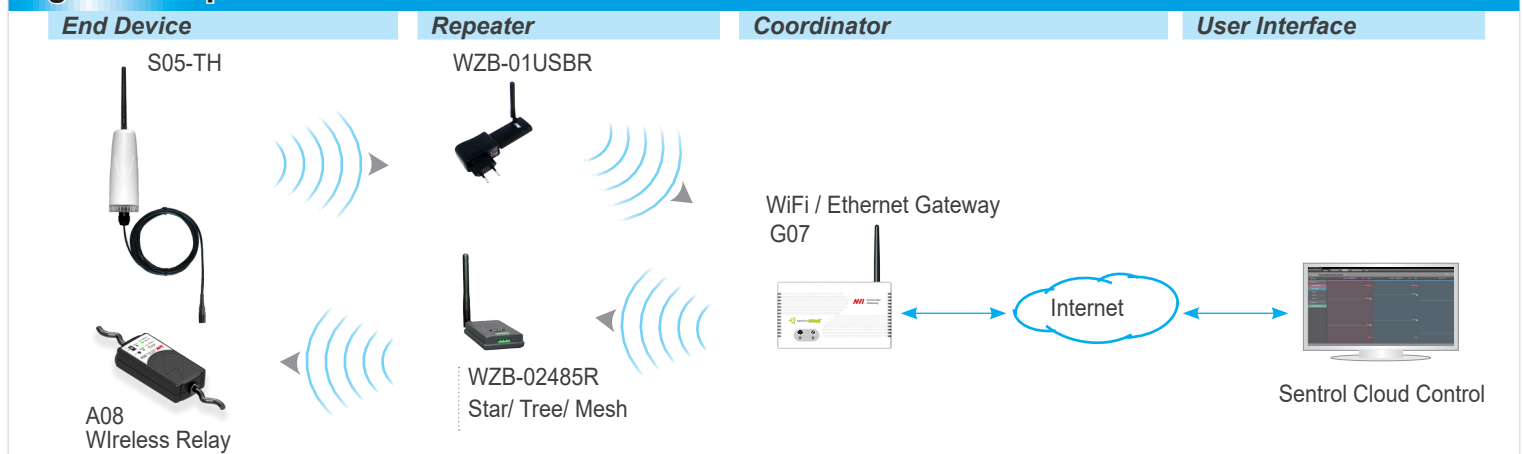 End Device
Repeater
Coordinator
User Interface
S05-TH
WZB-01USBR
WiFi / Ethernet Gateway
G07
Internet
WZB-02485R
Star/ Tree/ Mesh
Sentrol Cloud Control
A08
WIreless Relay